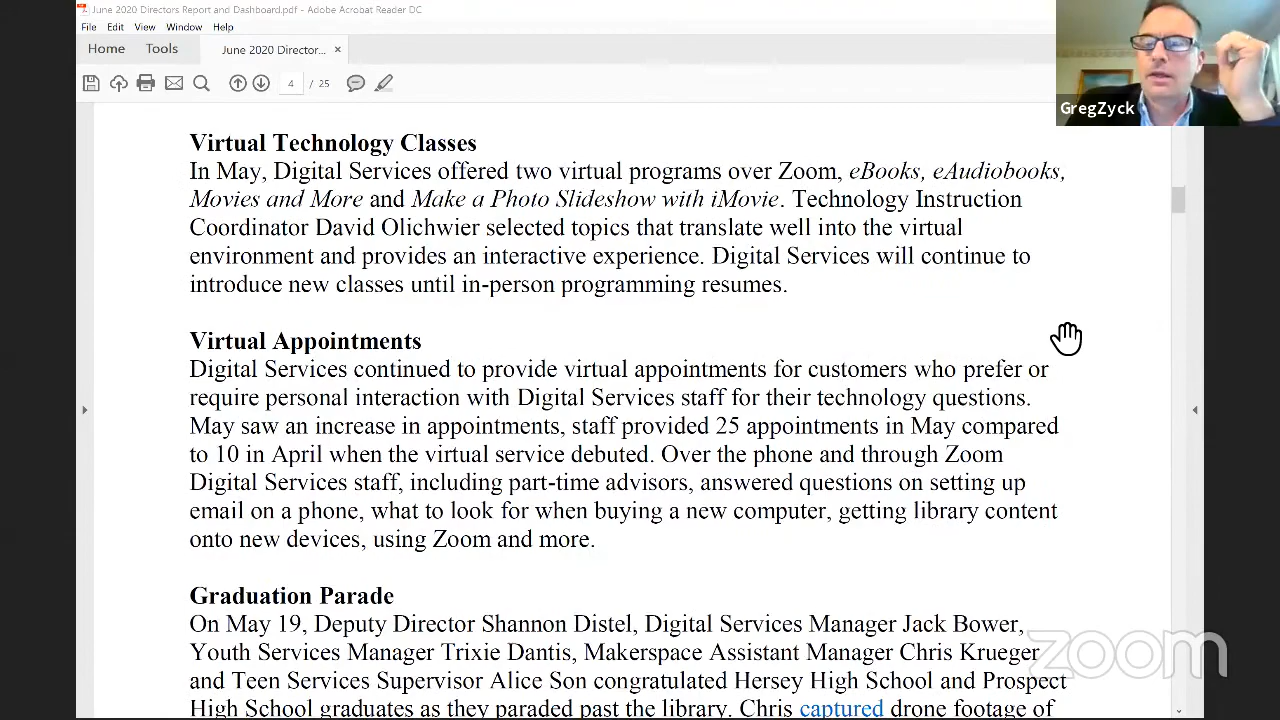 June 2020 Directors Report and Dashboard.pdf - Adobe Acrobat Reader DC
File Edit View Window Help
Home Tools June 2020 Director... ×
4 / 25
GregZyck
Virtual Technology Classes
In May, Digital Services offered two virtual programs over Zoom, eBooks, eAudiobooks,
Movies and More and Make a Photo Slideshow with iMovie. Technology Instruction
Coordinator David Olichwier selected topics that translate well into the virtual
environment and provides an interactive experience. Digital Services will continue to
introduce new classes until in-person programming resumes.
Virtual Appointments
Digital Services continued to provide virtual appointments for customers who prefer or
require personal interaction with Digital Services staff for their technology questions.
May saw an increase in appointments, staff provided 25 appointments in May compared
to 10 in April when the virtual service debuted. Over the phone and through Zoom
Digital Services staff, including part-time advisors, answered questions on setting up
email on a phone, what to look for when buying a new computer, getting library content
onto new devices, using Zoom and more.
Graduation Parade
On May 19, Deputy Director Shannon Distel, Digital Services Manager Jack Bower,
Youth Services Manager Trixie Dantis, Makerspace Assistant Manager Chris Krueger
and Teen Services Supervisor Alice Son congratulated Hersey High School and Prospect
High School graduates as they paraded past the library. Chris captured drone footage of
zoom